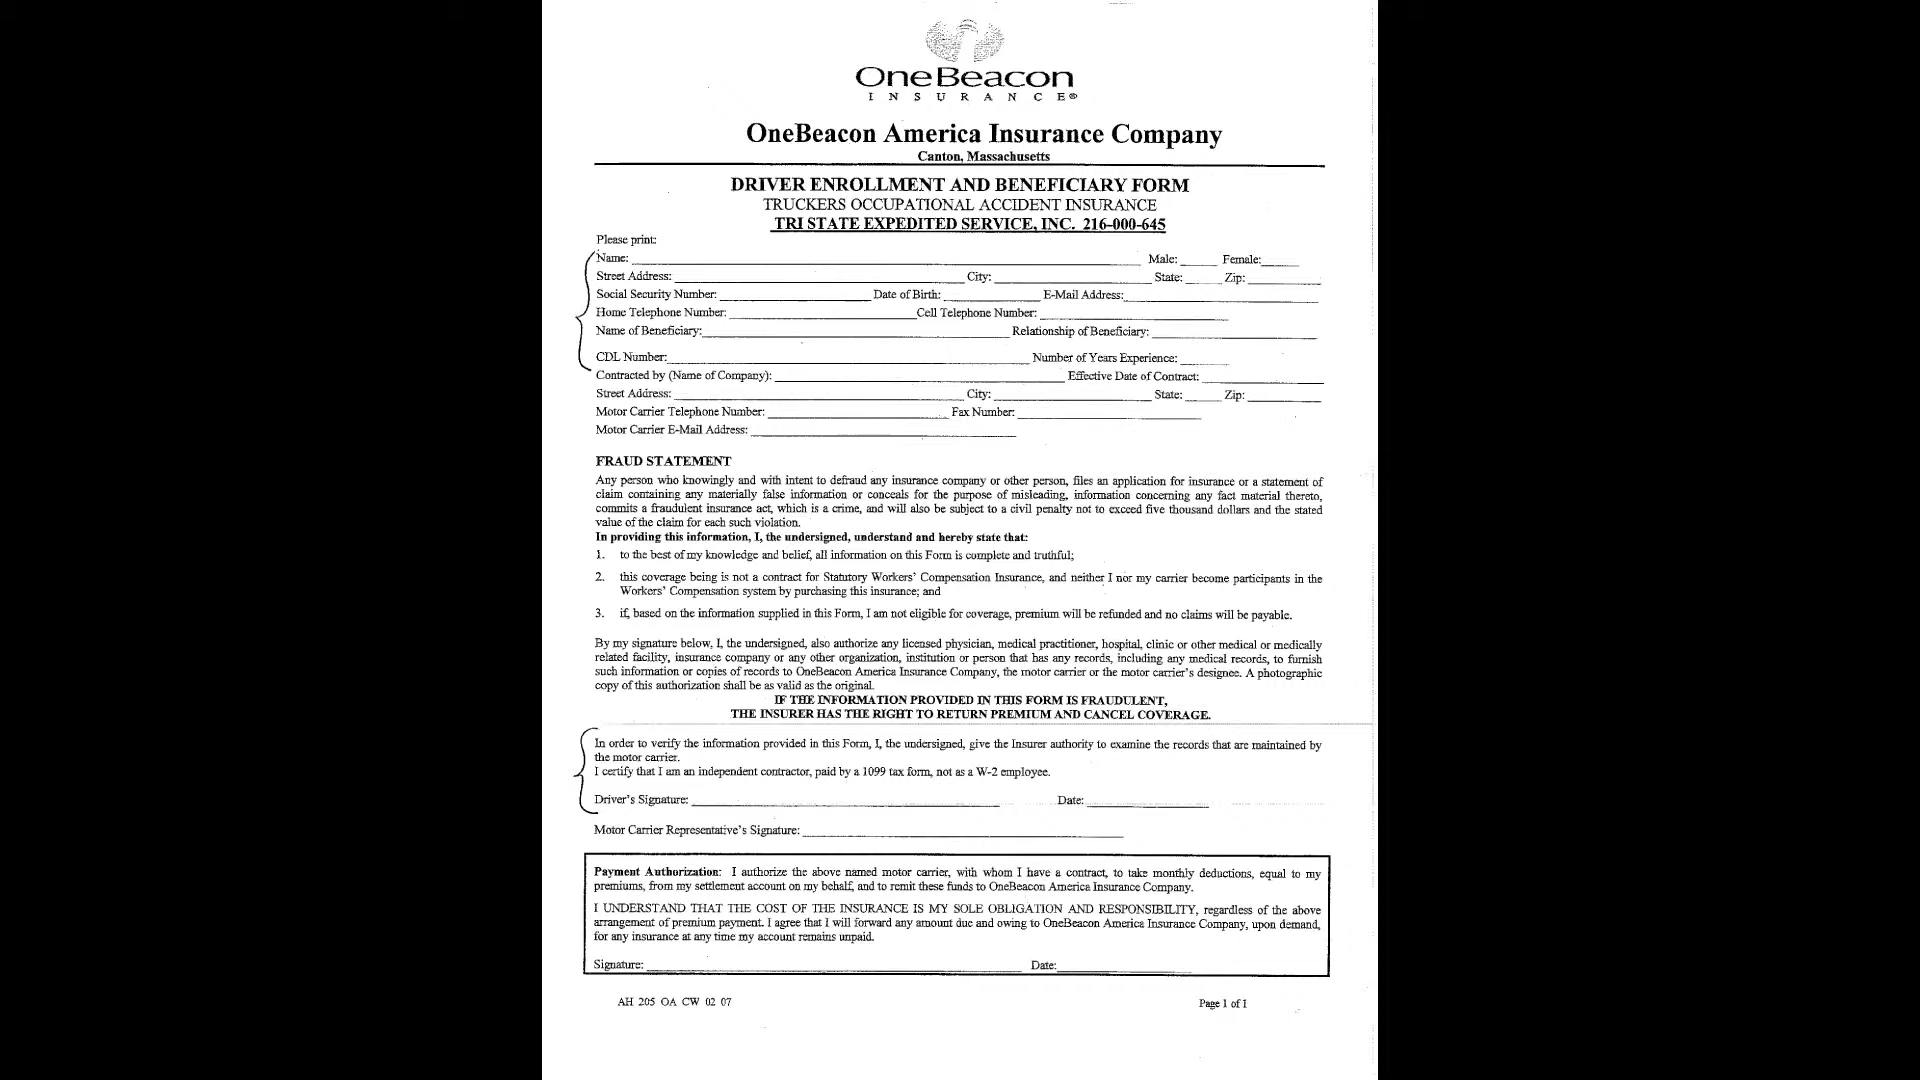 OneBeacon
INSURANCE®
OneBeacon America Insurance Company
Canton, Massachusetts
DRIVER ENROLLMENT AND BENEFICIARY FORM
TRUCKERS OCCUPATIONAL ACCIDENT INSURANCE
TRI STATE EXPEDITED SERVICE, INC. 216-000-645
Please print:
Name: Male: Female:
Street Address: City: State: Zip:
Social Security Number: Date of Birth: E-Mail Address:
Home Telephone Number: Cell Telephone Number:
Name of Beneficiary: Relationship of Beneficiary:
CDL Number: Number of Years Experience:
Contracted by (Name of Company): Effective Date of Contract:
Street Address: City: State: Zip:
Motor Carrier Telephone Number: Fax Number:
Motor Carrier E-Mail Address:
FRAUD STATEMENT
Any person who knowingly and with intent to defraud any insurance company or other person, files an application for insurance or a statement of
claim containing any materially false information or conceals for the purpose of misleading, information concerning any fact material thereto,
commits a fraudulent insurance act, which is a crime, and will also be subject to a civil penalty not to exceed five thousand dollars and the stated
value of the claim for each such violation.
In providing this information, I, the undersigned, understand and hereby state that:
1. to the best of my knowledge and belief, all information on this Form is complete and truthful;
2. this coverage being is not a contract for Statutory Workers' Compensation Insurance, and neither I nor my carrier become participants in the
Workers' Compensation system by purchasing this insurance; and
3. if, based on the information supplied in this Form, I am not eligible for coverage, premium will be refunded and no claims will be payable.
By my signature below, I, the undersigned, also authorize any licensed physician, medical practitioner, hospital, clinic or other medical or medically
related facility, insurance company or any other organization, institution or person that has any records, including any medical records, to furnish
such information or copies of records to OneBeacon America Insurance Company, the motor carrier or the motor carrier's designee. A photographic
copy of this authorization shall be as valid as the original.
IF THE INFORMATION PROVIDED IN THIS FORM IS FRAUDULENT,
THE INSURER HAS THE RIGHT TO RETURN PREMIUM AND CANCEL COVERAGE.
In order to verify the information provided in this Form, I, the undersigned, give the Insurer authority to examine the records that are maintained by
the motor carrier.
I certify that I am an independent contractor, paid by a 1099 tax form, not as a W-2 employee.
Driver's Signature: Date:
Motor Carrier Representative's Signature:
Payment Authorization: I authorize the above named motor carrier, with whom I have a contract, to take monthly deductions, equal to my
premiums, from my settlement account on my behalf, and to remit these funds to OneBeacon America Insurance Company.
I UNDERSTAND THAT THE COST OF THE INSURANCE IS MY SOLE OBLIGATION AND RESPONSIBILITY, regardless of the above
arrangement of premium payment. I agree that I will forward any amount due and owing to OneBeacon America Insurance Company, upon demand,
for any insurance at any time my account remains unpaid.
Signature: Date:
AH 205 OA CW 02 07 Page 1 of 1